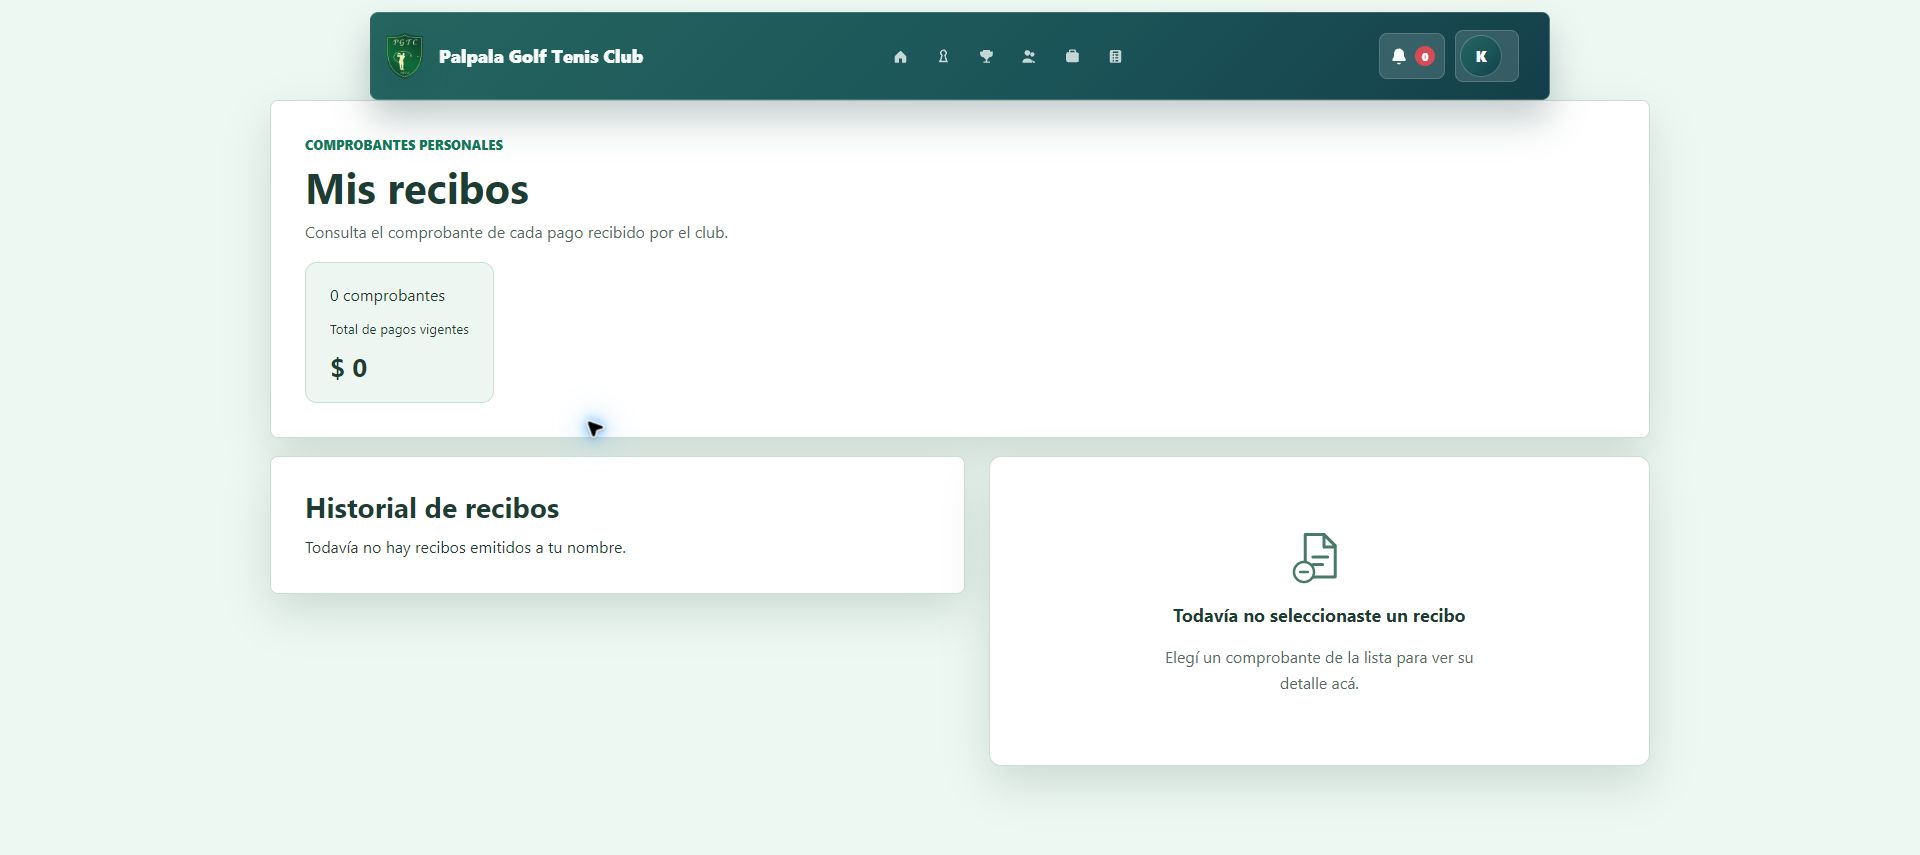 PGTC
Palpala Golf Tenis Club
0
K
COMPROBANTES PERSONALES
Mis recibos
Consulta el comprobante de cada pago recibido por el club.
0 comprobantes
Total de pagos vigentes
$ 0
Historial de recibos
Todavía no hay recibos emitidos a tu nombre.
Todavía no seleccionaste un recibo
Elegí un comprobante de la lista para ver su
detalle acá.